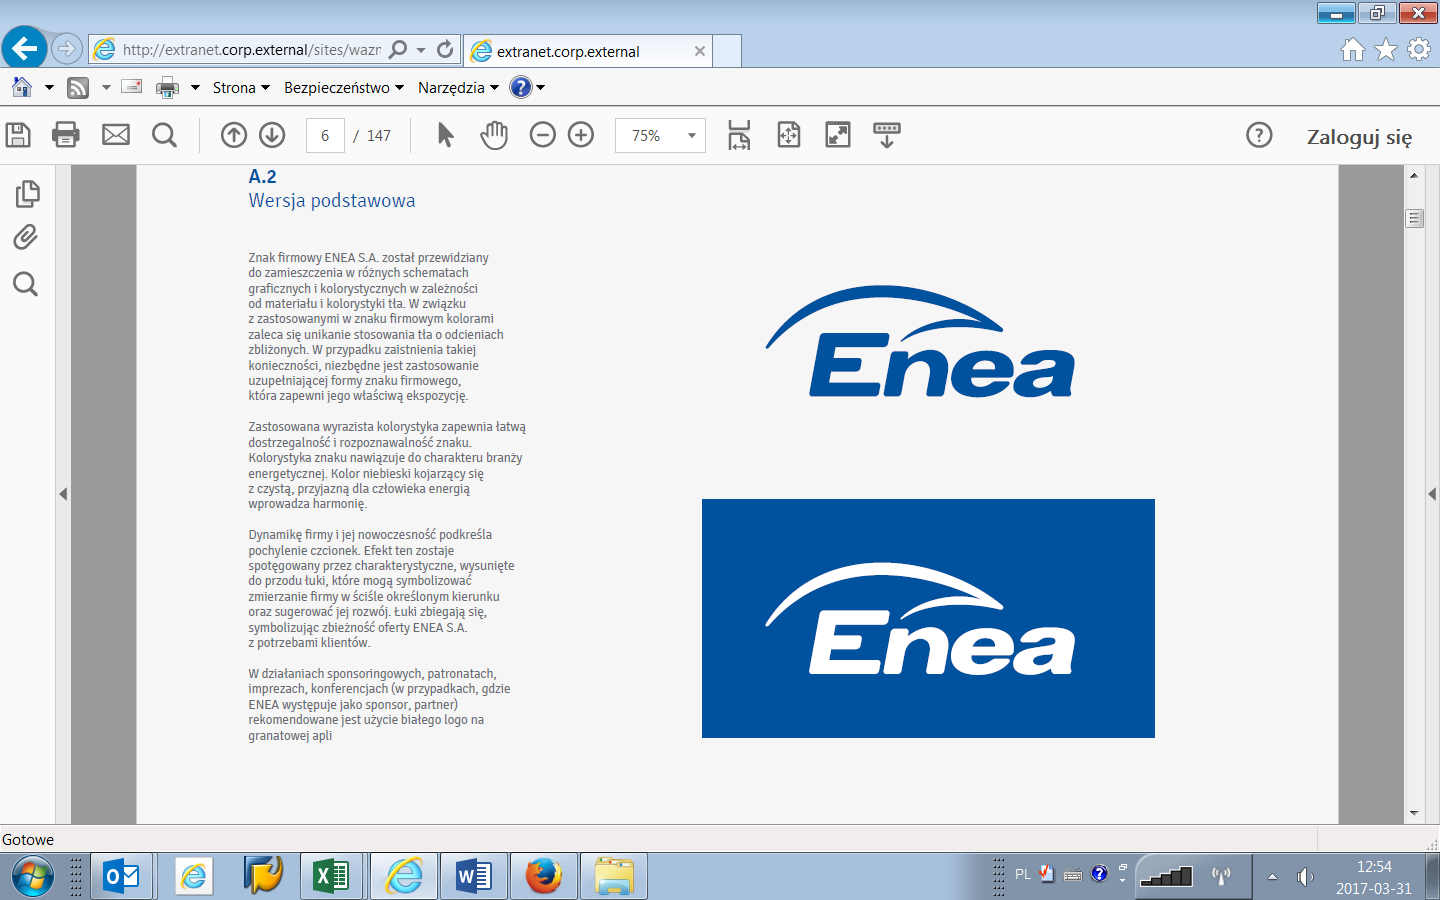 http://extranet.corp.external/sites/ważn
extranet.corp.external
Strona
Bezpieczeństwo
Narzędzia
6 / 147
75%
Zaloguj się
A.2
Wersja podstawowa
Znak firmowy ENEA S.A. został przewidziany
do zamieszczenia w różnych schematach
graficznych i kolorystycznych w zależności
od materiału i kolorystyki tła. W związku
z zastosowanymi w znaku firmowym kolorami
zaleca się unikanie stosowania tła o odcieniach
zbliżonych. W przypadku zaistnienia takiej
konieczności, niezbędne jest zastosowanie
uzupełniającej formy znaku firmowego,
która zapewni jego właściwą ekspozycję.
Zastosowana wyrazista kolorystyka zapewnia łatwą
dostrzegalność i rozpoznawalność znaku.
Kolorystyka znaku nawiązuje do charakteru branży
energetycznej. Kolor niebieski kojarzący się
z czystą, przyjazną dla człowieka energią
wprowadza harmonię.
Dynamikę firmy i jej nowoczesność podkreśla
pochylenie czcionek. Efekt ten zostaje
spotęgowany przez charakterystyczne, wysunięte
do przodu łuki, które mogą symbolizować
zmierzanie firmy w ściśle określonym kierunku
oraz sugerować jej rozwój. Łuki zbiegają się,
symbolizując zbieżność oferty ENEA S.A.
z potrzebami klientów.
W działaniach sponsoringowych, patronatach,
imprezach, konferencjach (w przypadkach, gdzie
ENEA występuje jako sponsor, partner)
rekomendowane jest użycie białego logo na
granatowej apli
Enea
Enea
Gotowe
PL
12:54
2017-03-31